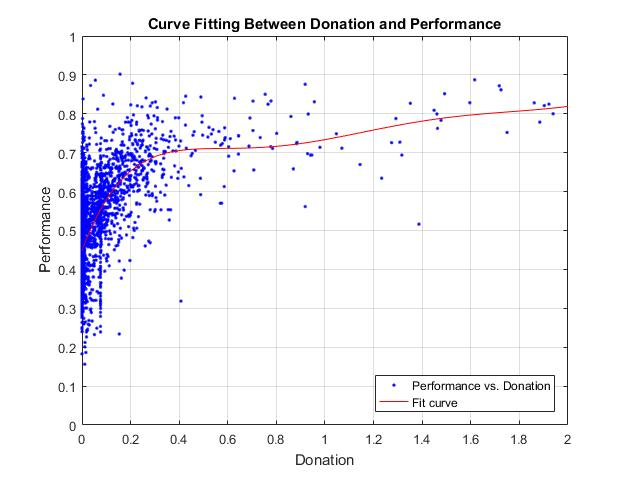 Curve Fitting Between Donation and Performance
1
0.9
0.8
0.7
0.6
0.5
0.4
0.3
0.2
0.1
0
Performance
0 0.2 0.4 0.6 0.8 1 1.2 1.4 1.6 1.8 2
Donation
Performance vs. Donation
Fit curve